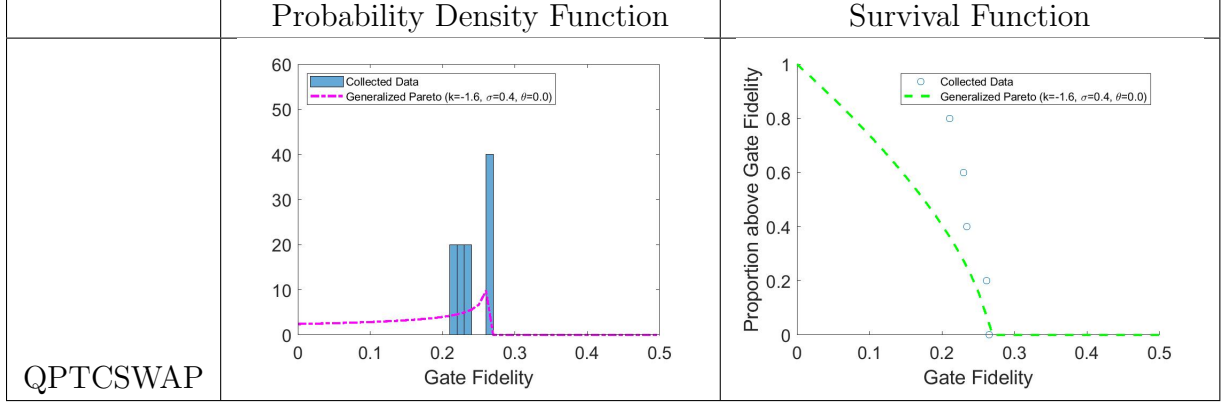 Probability Density Function
Survival Function
60
50
40
30
20
10
0
Collected Data
Generalized Pareto (k=-1.6, σ=0.4, θ=0.0)
0 0.1 0.2 0.3 0.4 0.5
Gate Fidelity
Proportion above Gate Fidelity
1
0.8
0.6
0.4
0.2
0
Collected Data
Generalized Pareto (k=-1.6, σ=0.4, θ=0.0)
0 0.1 0.2 0.3 0.4 0.5
Gate Fidelity
QPTCSWAP